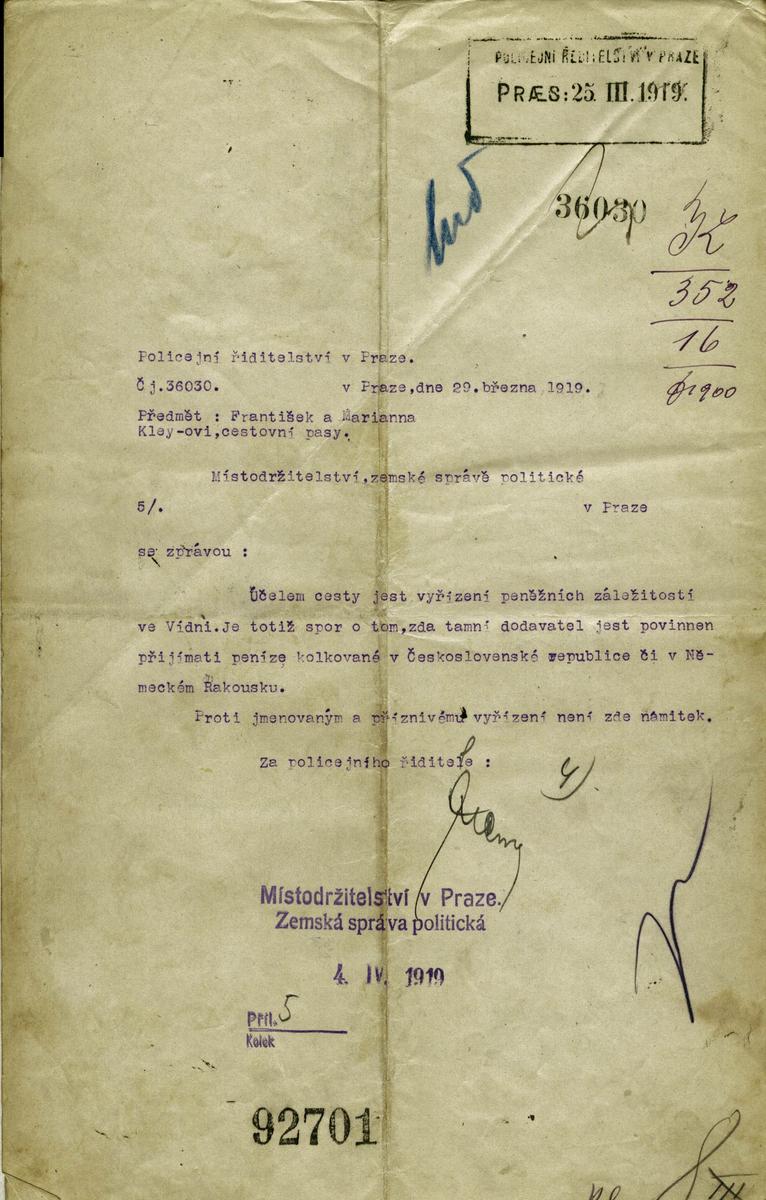 POLICEJNÍ ŘEDITELSTVÍ V PRAZE
PRÆS: 25. III. 1919.
36030
K
352
16
1900
Policejní řiditelství v Praze.
Čj.36030. v Praze,dne 29.března 1919.
Předmět : František a Marianna
Kley-ovi,cestovní pasy.
Místodržitelství,zemské správě politické
5/. v Praze
se zprávou :
Účelem cesty jest vyřízení peněžních záležitostí
ve Vídni.Je totiž spor o tom,zda tamní dodavatel jest povinnen
přijímati peníze kolkované v Československé republice či v Ně-
meckém Rakousku.
Proti jmenovaným a příznivému vyřízení není zde námitek.
Za policejního řiditele :
4).
Místodržitelství v Praze.
Zemská správa politická
4. IV. 1919
Příl. 5
Kolek
92701
III